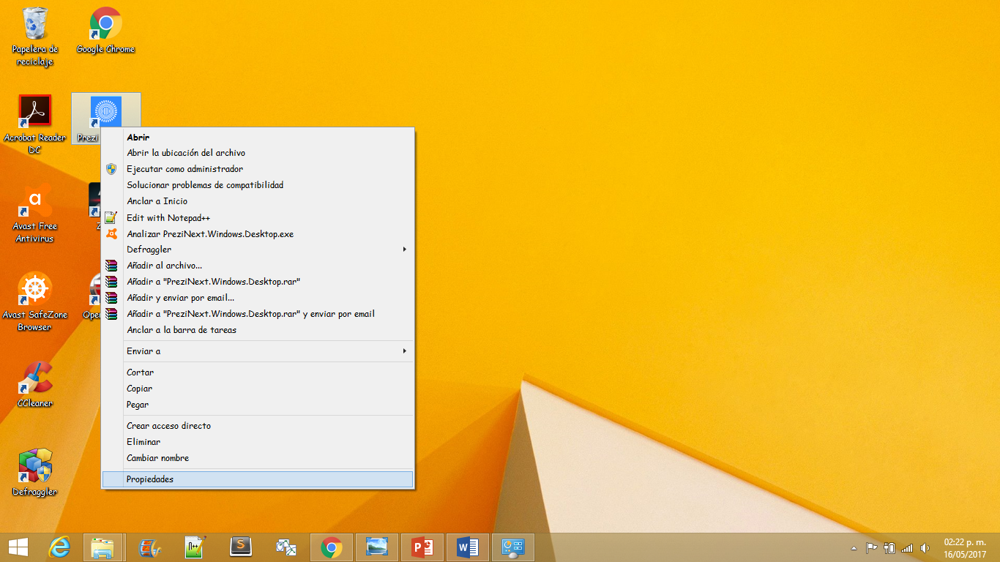 Papelera de
reciclaje
Google Chrome
Acrobat Reader
DC
Prezi
Avast Free
Antivirus
Z
Avast SafeZone
Browser
Oper
CCleaner
Defraggler
Abrir
Abrir la ubicación del archivo
Ejecutar como administrador
Solucionar problemas de compatibilidad
Anclar a Inicio
Edit with Notepad++
Analizar PreziNext.Windows.Desktop.exe
Defraggler
Añadir al archivo...
Añadir a "PreziNext.Windows.Desktop.rar"
Añadir y enviar por email...
Añadir a "PreziNext.Windows.Desktop.rar" y enviar por email
Anclar a la barra de tareas
Enviar a
Cortar
Copiar
Pegar
Crear acceso directo
Eliminar
Cambiar nombre
Propiedades
02:22 p. m.
16/05/2017